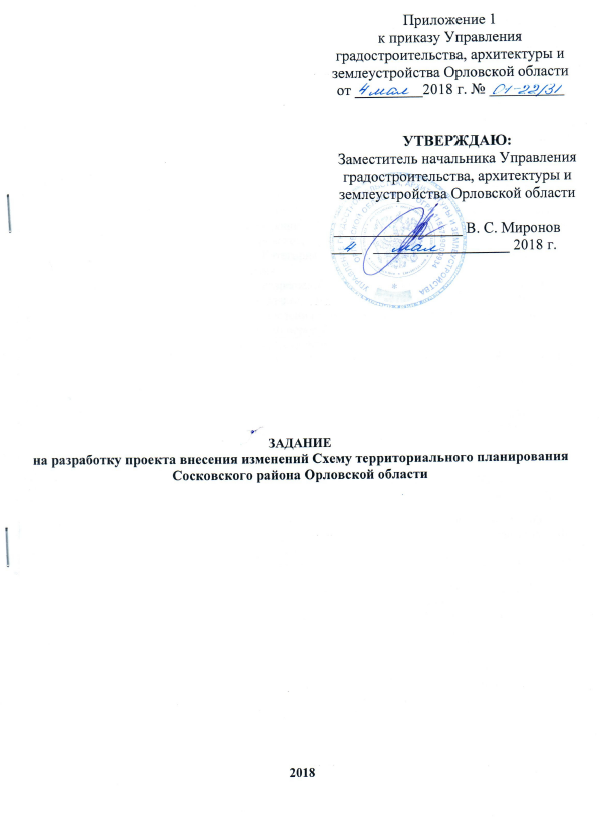 Приложение 1
к приказу Управления
градостроительства, архитектуры и
землеустройства Орловской области
от 4 мая 2018 г. № 01-22/31
УТВЕРЖДАЮ:
Заместитель начальника Управления
градостроительства, архитектуры и
землеустройства Орловской области
В. С. Миронов
4 мая 2018 г.
ЗАДАНИЕ
на разработку проекта внесения изменений Схему территориального планирования
Сосковского района Орловской области
2018